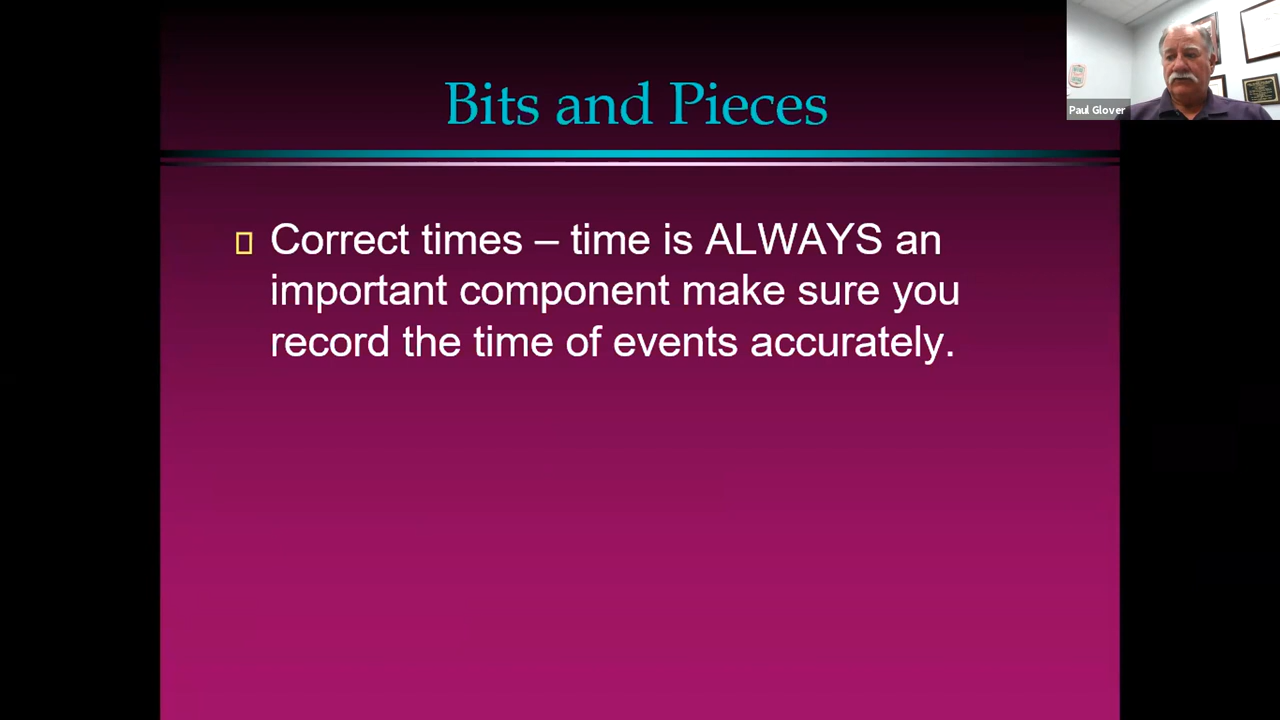 Bits and Pieces
Correct times – time is ALWAYS an
important component make sure you
record the time of events accurately.
Paul Glover